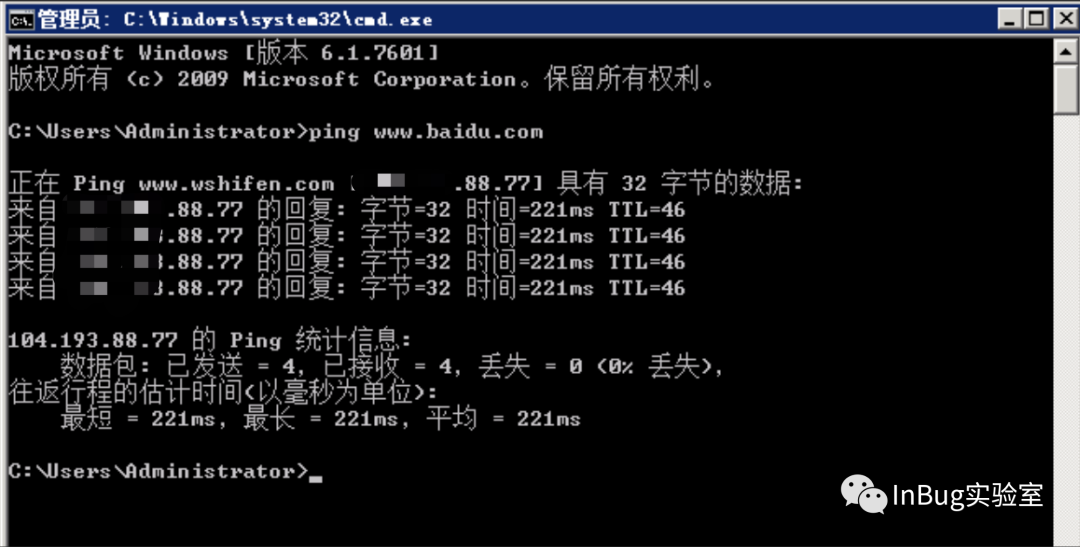 管理员: C:\Windows\system32\cmd.exe
Microsoft Windows [版本 6.1.7601]
版权所有 (c) 2009 Microsoft Corporation。保留所有权利。
C:\Users\Administrator>ping www.baidu.com
正在 Ping www.wshifen.com [ .88.77] 具有 32 字节的数据:
来自 .88.77 的回复: 字节=32 时间=221ms TTL=46
来自 .88.77 的回复: 字节=32 时间=221ms TTL=46
来自 .88.77 的回复: 字节=32 时间=221ms TTL=46
来自 .88.77 的回复: 字节=32 时间=221ms TTL=46
104.193.88.77 的 Ping 统计信息:
数据包: 已发送 = 4, 已接收 = 4, 丢失 = 0 (0% 丢失),
往返行程的估计时间(以毫秒为单位):
最短 = 221ms, 最长 = 221ms, 平均 = 221ms
C:\Users\Administrator>
InBug实验室